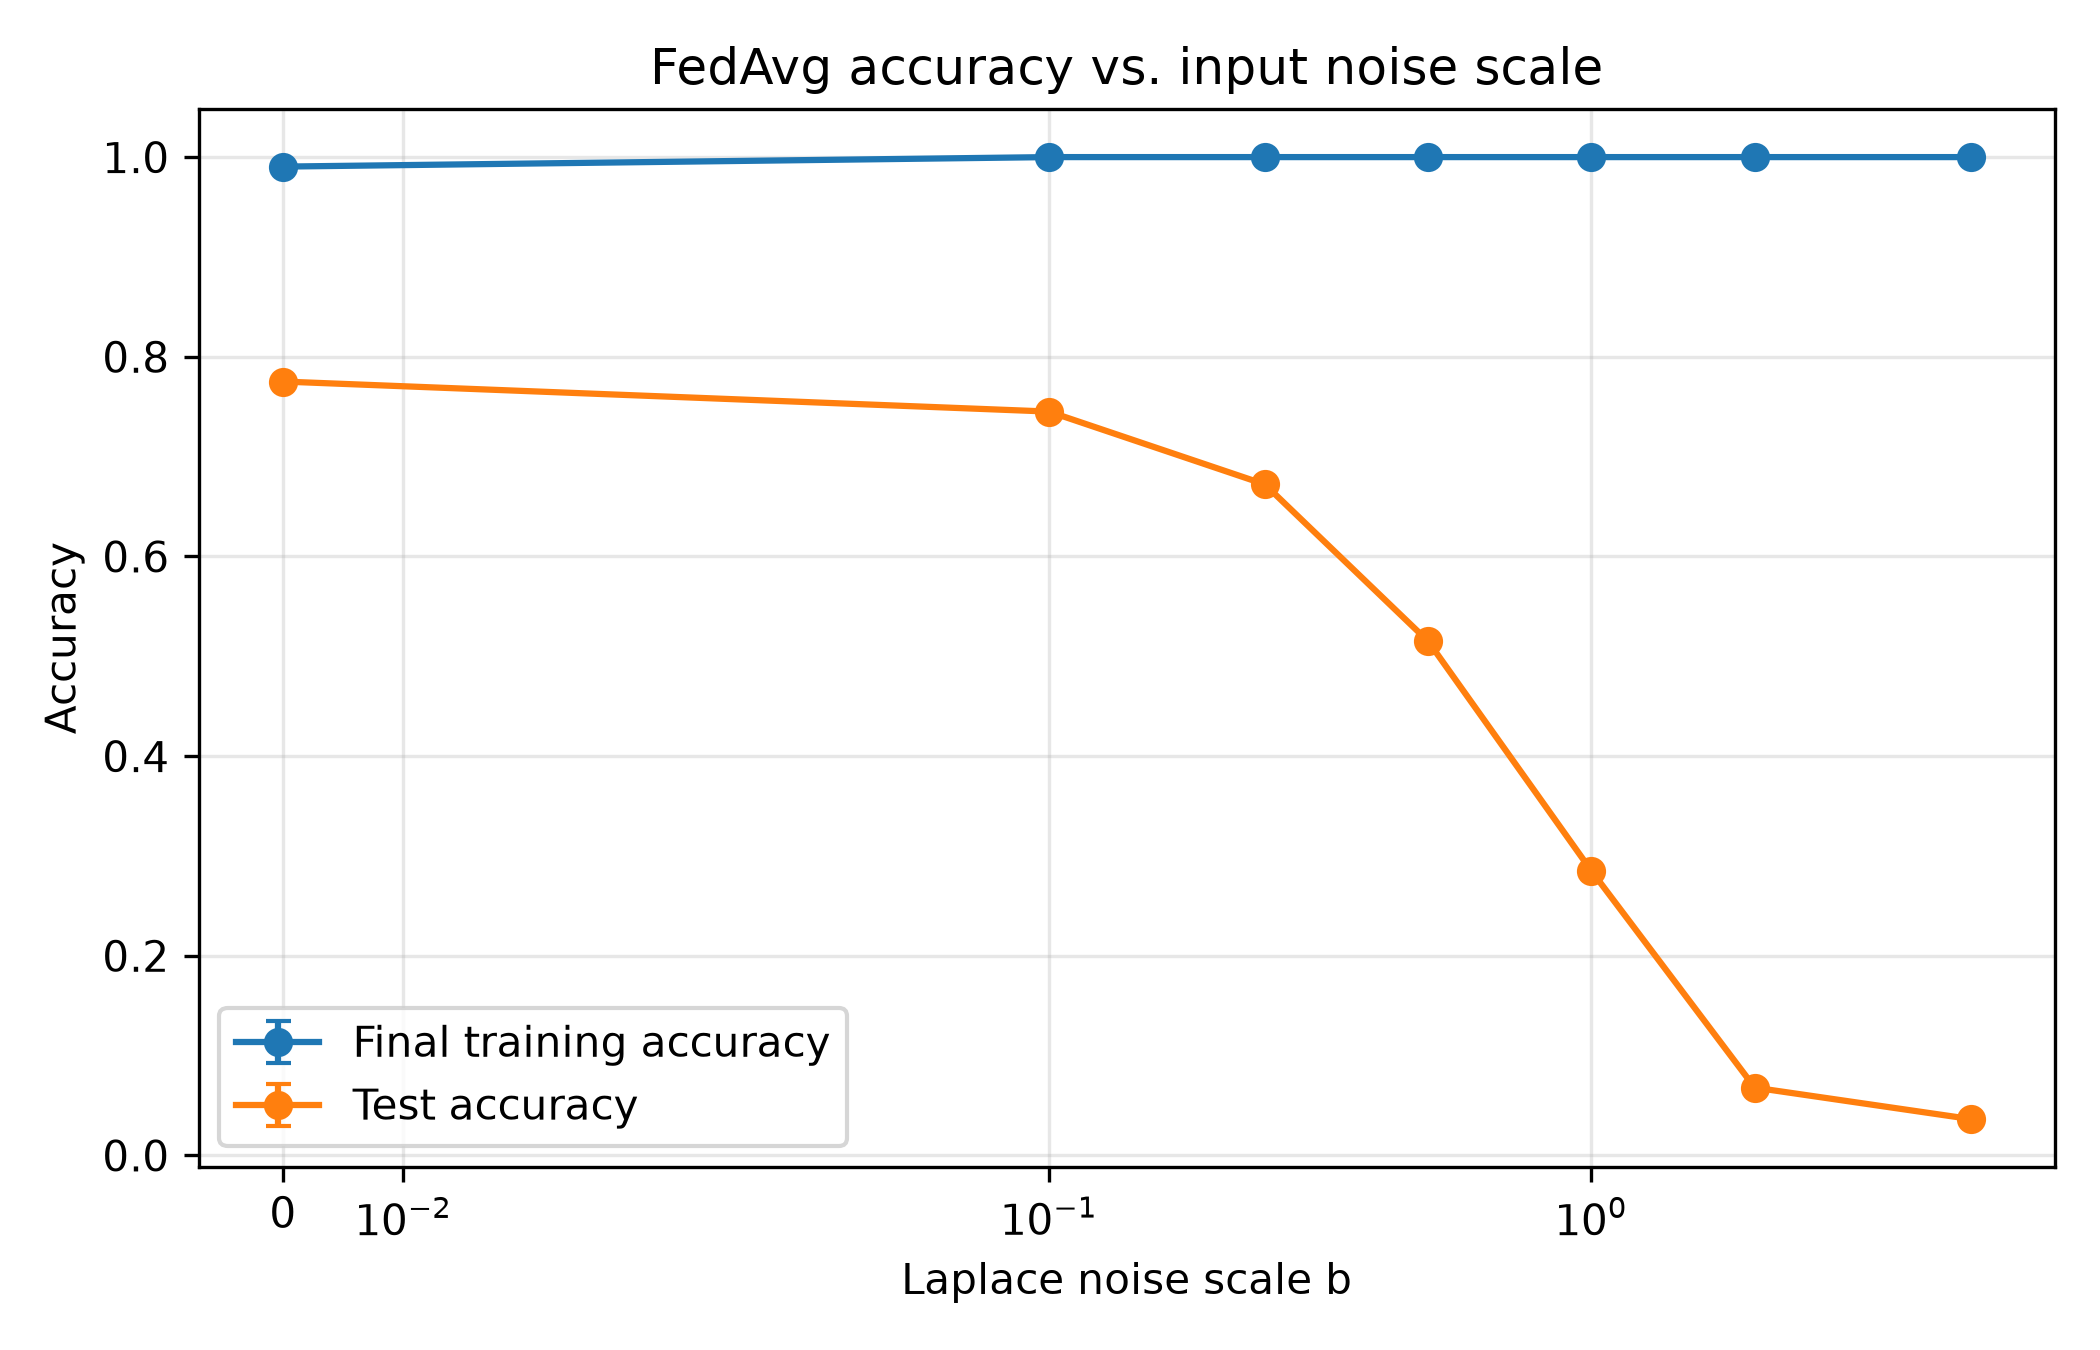 FedAvg accuracy vs. input noise scale
1.0
0.8
0.6
0.4
0.2
0.0
Accuracy
Final training accuracy
Test accuracy
0
10⁻²
10⁻¹
10⁰
Laplace noise scale b